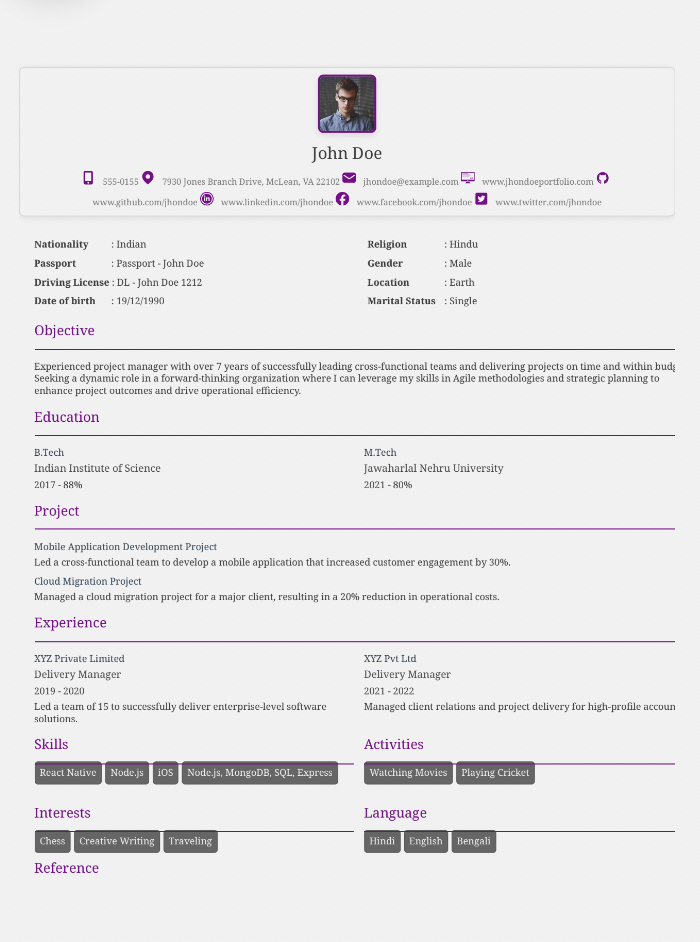 John Doe
555-0155 7930 Jones Branch Drive, McLean, VA 22102 jhondoe@example.com www.jhondoeportfolio.com
www.github.com/jhondoe www.linkedin.com/jhondoe www.facebook.com/jhondoe www.twitter.com/jhondoe
Nationality : Indian Religion : Hindu
Passport : Passport - John Doe Gender : Male
Driving License : DL - John Doe 1212 Location : Earth
Date of birth : 19/12/1990 Marital Status : Single
Objective
Experienced project manager with over 7 years of successfully leading cross-functional teams and delivering projects on time and within
Seeking a dynamic role in a forward-thinking organization where I can leverage my skills in Agile methodologies and strategic planning to
enhance project outcomes and drive operational efficiency.
Education
B.Tech M.Tech
Indian Institute of Science Jawaharlal Nehru University
2017 - 88% 2021 - 80%
Project
Mobile Application Development Project
Led a cross-functional team to develop a mobile application that increased customer engagement by 30%.
Cloud Migration Project
Managed a cloud migration project for a major client, resulting in a 20% reduction in operational costs.
Experience
XYZ Private Limited
Delivery Manager
2019 - 2020
Led a team of 15 to successfully deliver enterprise-level software
solutions.
XYZ Pvt Ltd
Delivery Manager
2021 - 2022
Managed client relations and project delivery for high-profile
Skills
React Native Node.js iOS Node.js, MongoDB, SQL, Express
Activities
Watching Movies Playing Cricket
Interests
Chess Creative Writing Traveling
Language
Hindi English Bengali
Reference